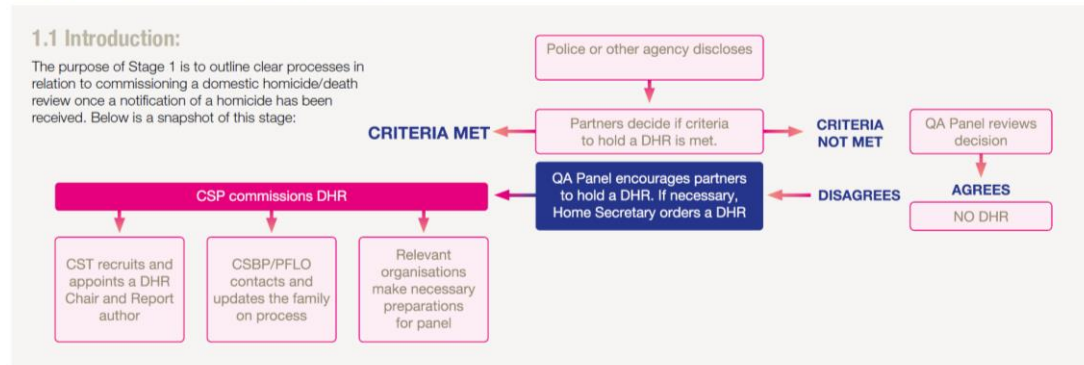 1.1 Introduction:
The purpose of Stage 1 is to outline clear processes in
relation to commissioning a domestic homicide/death
review once a notification of a homicide has been
received. Below is a snapshot of this stage:
Police or other agency discloses
CRITERIA MET
Partners decide if criteria
to hold a DHR is met.
CRITERIA
NOT MET
QA Panel reviews
decision
CSP commissions DHR
QA Panel encourages partners
to hold a DHR. If necessary,
Home Secretary orders a DHR
DISAGREES
AGREES
NO DHR
CST recruits and
appoints a DHR
Chair and Report
author
CSBP/PFLO
contacts and
updates the family
on process
Relevant
organisations
make necessary
preparations
for panel